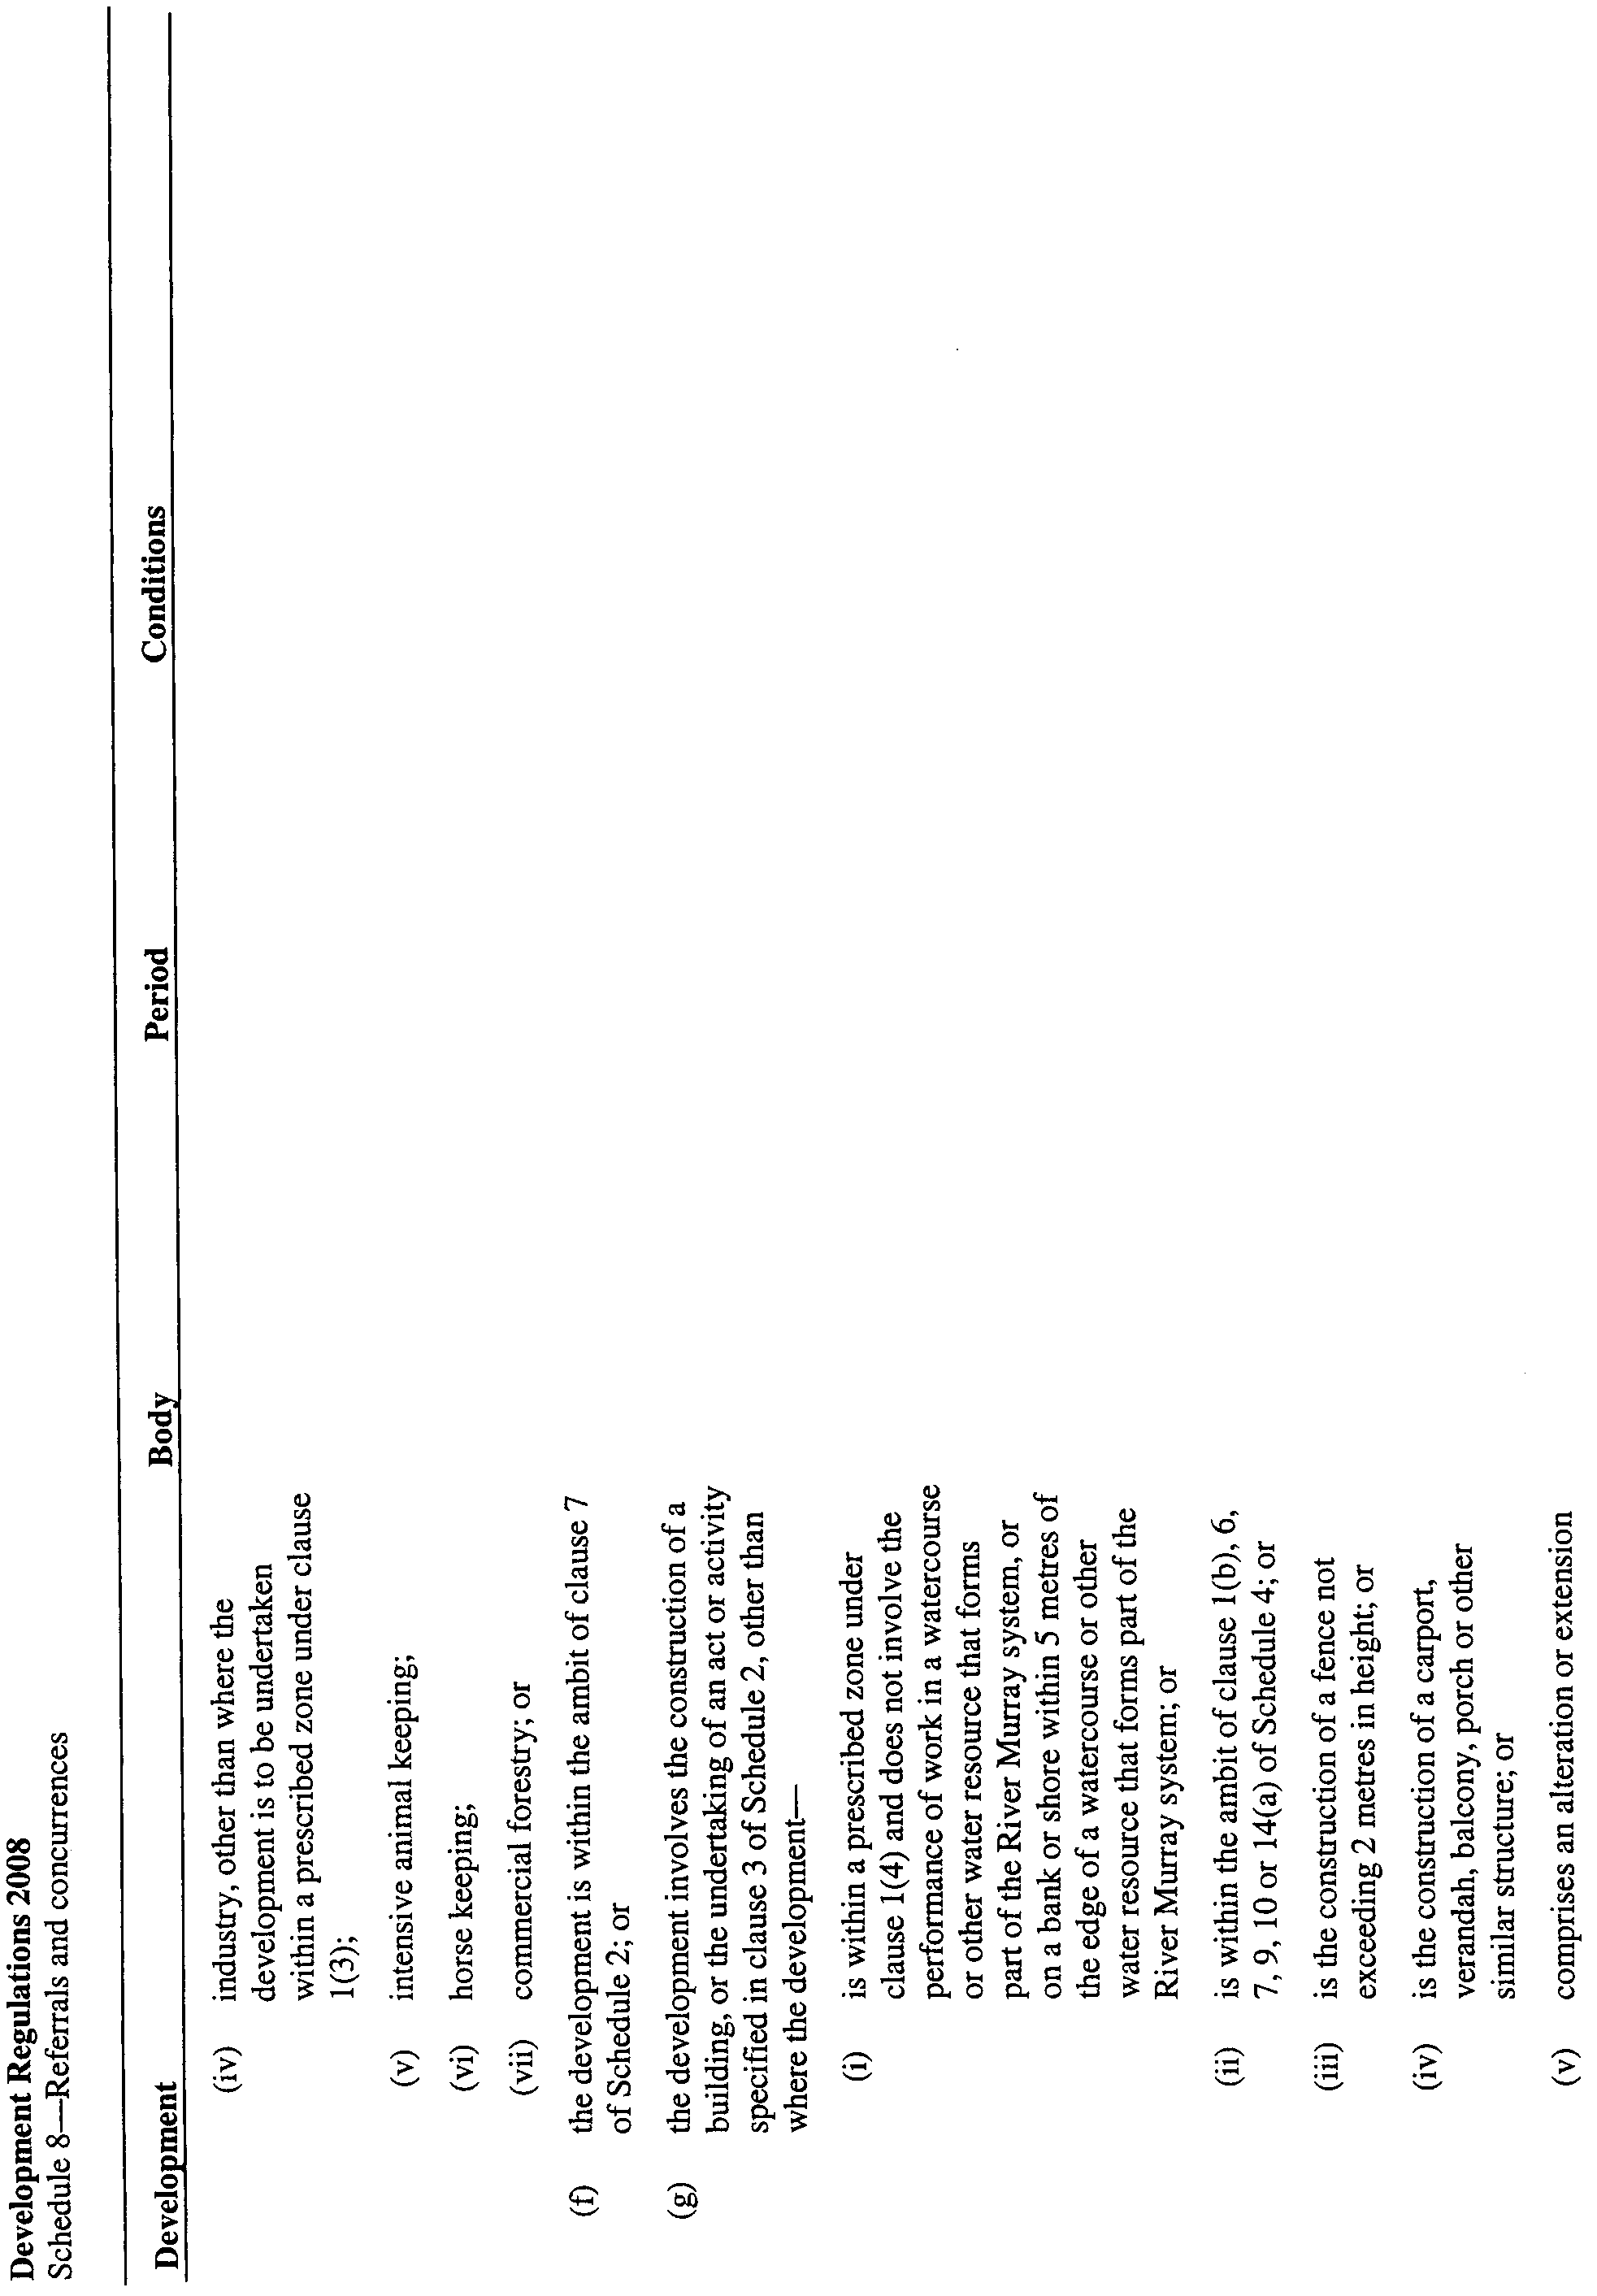 Development Regulations 2008
Schedule 8—Referrals and concurrences
Development Body Period Conditions
(iv) industry, other than where the
development is to be undertaken
within a prescribed zone under clause
1(3);
(v) intensive animal keeping;
(vi) horse keeping;
(vii) commercial forestry; or
(f) the development is within the ambit of clause 7
of Schedule 2; or
(g) the development involves the construction of a
building, or the undertaking of an act or activity
specified in clause 3 of Schedule 2, other than
where the development—
(i) is within a prescribed zone under
clause 1(4) and does not involve the
performance of work in a watercourse
or other water resource that forms
part of the River Murray system, or
on a bank or shore within 5 metres of
the edge of a watercourse or other
water resource that forms part of the
River Murray system; or
(ii) is within the ambit of clause 1(b), 6,
7, 9, 10 or 14(a) of Schedule 4; or
(iii) is the construction of a fence not
exceeding 2 metres in height; or
(iv) is the construction of a carport,
verandah, balcony, porch or other
similar structure; or
(v) comprises an alteration or extension